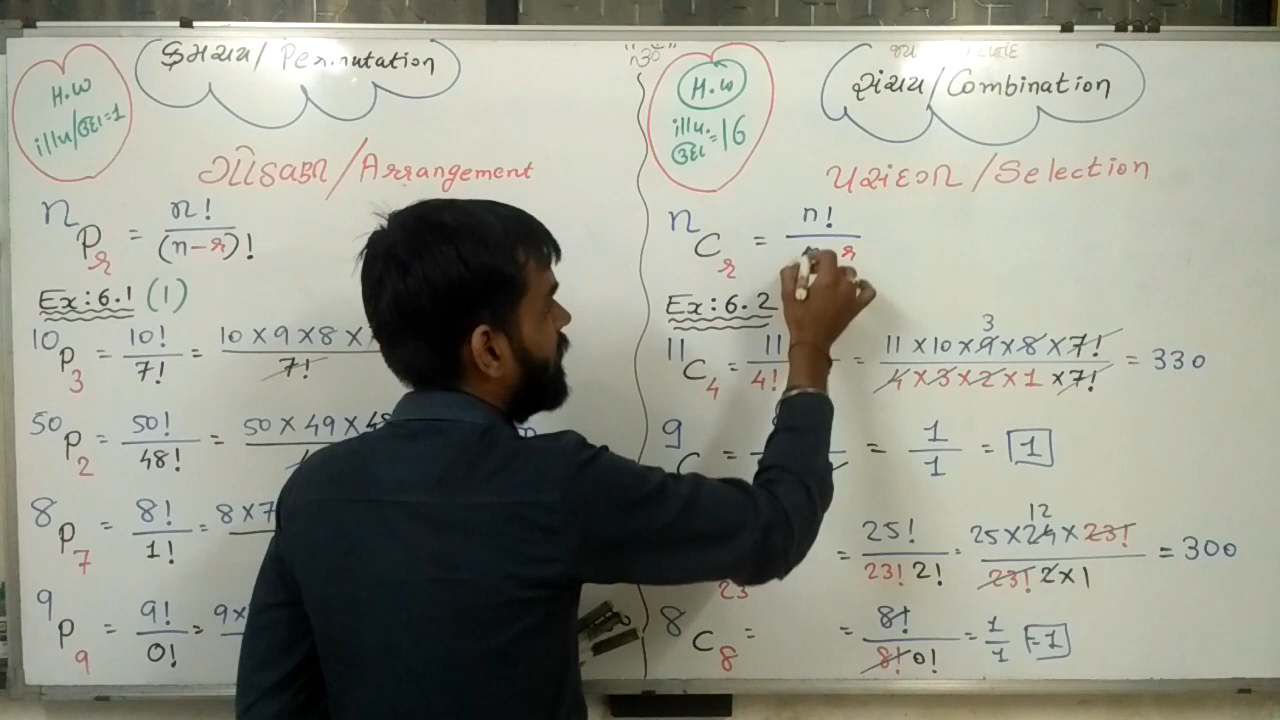 ક્રમચય / Permutation
H.W
illu/ઉદા=1
ગોઠવણ / Arrangement
nPr = n! / (n-r)!
Ex:6.1 (1)
10P3 = 10! / 7! = 10×9×8× / 7!
50P2 = 50! / 48! = 50×49×48
8P7 = 8! / 1! = 8×7
9P9 = 9! / 0! = 9×
H.W
illu. ઉદા =16
સંચય / Combination
પસંદગી / Selection
nCr = n! / r
Ex:6.2
11C4 = 11 / 4! = 11×10×9×8×7! / 4×3×2×1×7! = 330
3
9C = = 1 / 1 = 1
23 = 25! / 23! 2! = 25×24×23! / 23! 2×1 = 300
12
8C8 = = 8! / 8! 0! = 1 / 1 = 1